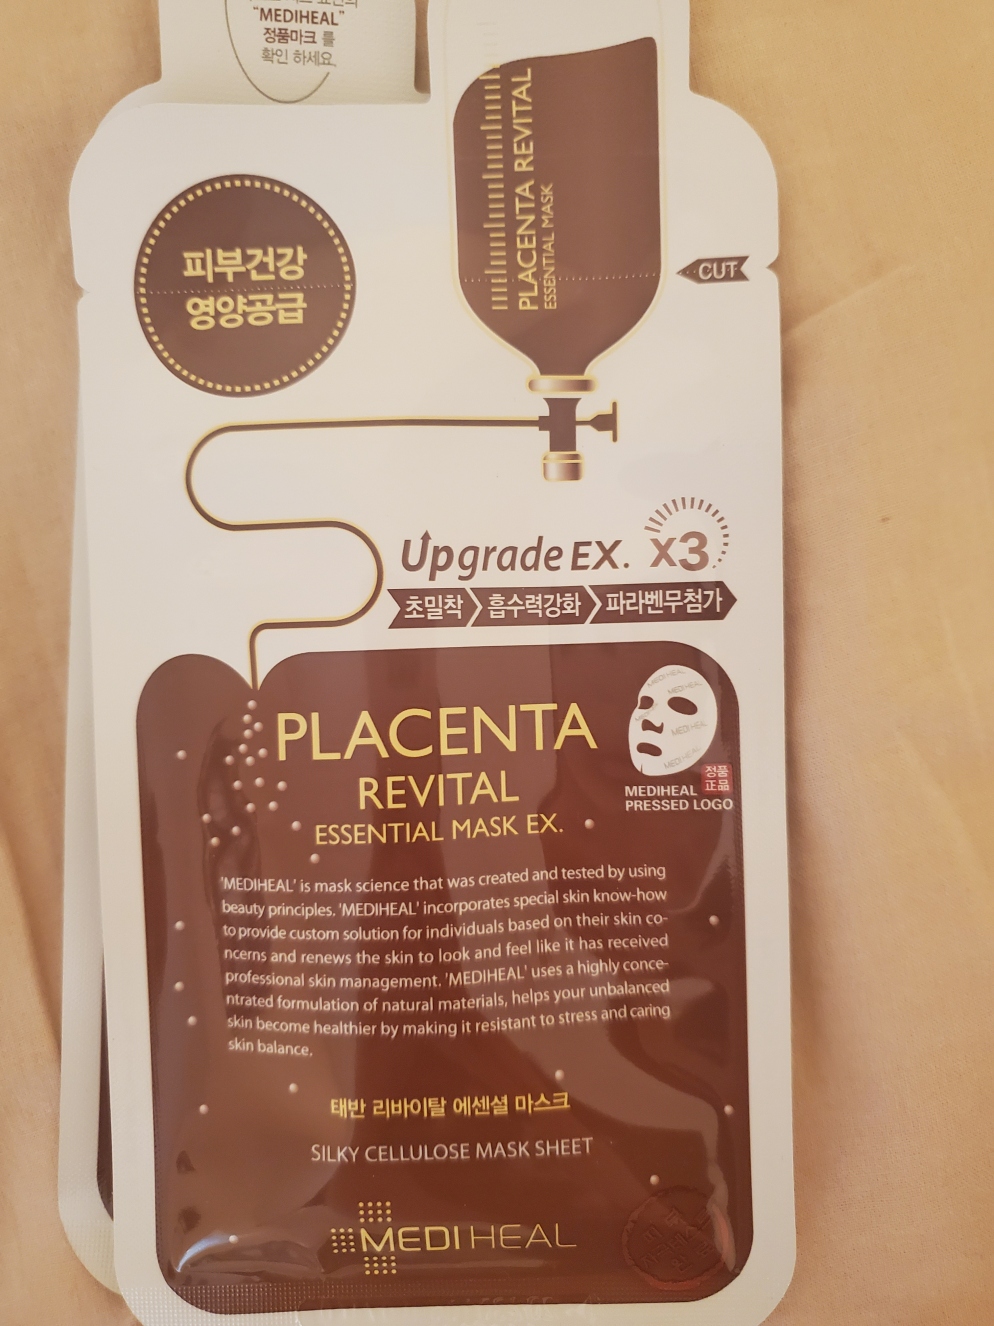 "MEDIHEAL"
정품마크 를
확인 하세요.
PLACENTA REVITAL
ESSENTIAL MASK
피부건강
영양공급
CUT
Upgrade EX. x3
초밀착 흡수력강화 파라벤무첨가
PLACENTA
REVITAL
ESSENTIAL MASK EX.
MEDIHEAL
PRESSED LOGO
정품
正品
'MEDIHEAL' is mask science that was created and tested by using
beauty principles. 'MEDIHEAL' incorporates special skin know-how
to provide custom solution for individuals based on their skin co-
ncerns and renews the skin to look and feel like it has received
professional skin management. 'MEDIHEAL' uses a highly conce-
ntrated formulation of natural materials, helps your unbalanced
skin become healthier by making it resistant to stress and caring
skin balance.
태반 리바이탈 에센셜 마스크
SILKY CELLULOSE MASK SHEET
MEDIHEAL